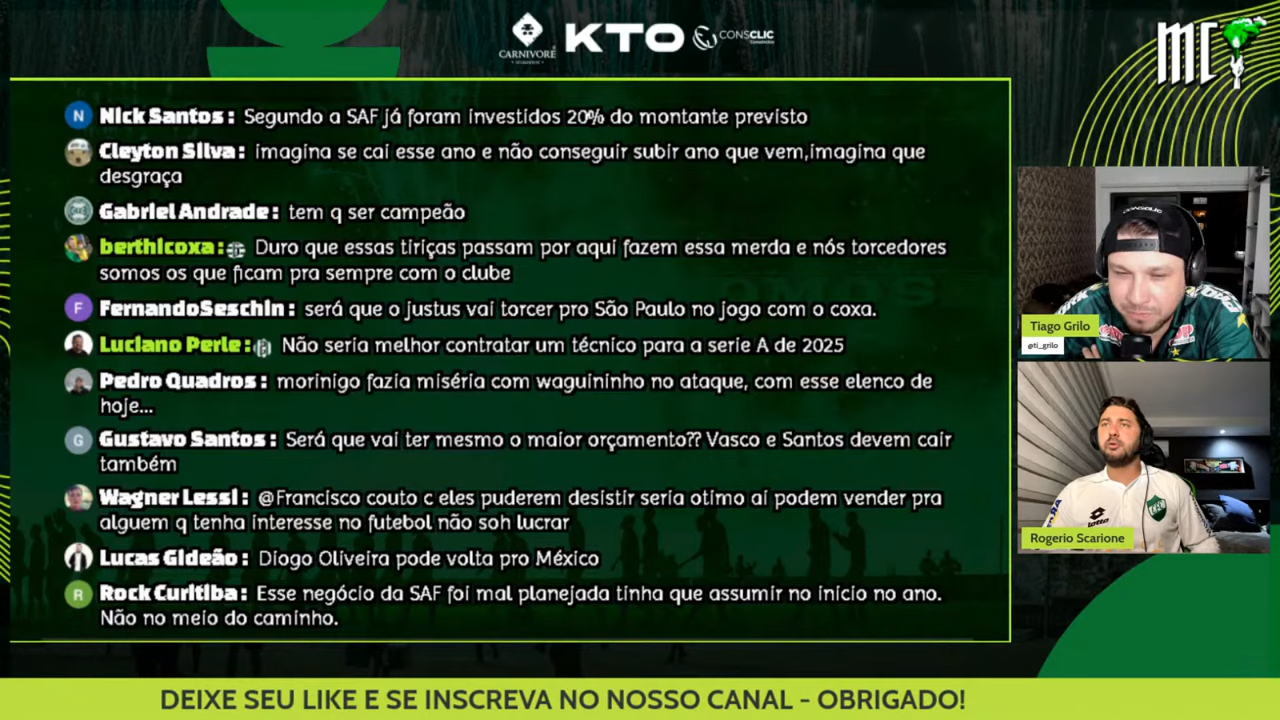 CARNIVORE
KTO
CONSCLIC
MC
Nick Santos : Segundo a SAF já foram investidos 20% do montante previsto
Cleyton Silva : imagina se cai esse ano e não conseguir subir ano que vem,imagina que
desgraça
Gabriel Andrade : tem q ser campeão
berthicoxa : Duro que essas tiriças passam por aqui fazem essa merda e nós torcedores
somos os que ficam pra sempre com o clube
FernandoSeschin : será que o justus vai torcer pro São Paulo no jogo com o coxa.
Luciano Perle : Não seria melhor contratar um técnico para a serie A de 2025
Pedro Quadros : morinigo fazia miséria com waguininho no ataque, com esse elenco de
hoje...
Gustavo Santos : Será que vai ter mesmo o maior orçamento?? Vasco e Santos devem cair
também
Wagner Lessi : @Francisco couto c eles puderem desistir seria otimo ai podem vender pra
alguem q tenha interesse no futebol não soh lucrar
Lucas Gideão : Diogo Oliveira pode volta pro México
Rock Curitiba : Esse negócio da SAF foi mal planejada tinha que assumir no inicio no ano.
Não no meio do caminho.
N
F
G
R
CONSCLIC
Tiago Grilo
@ti_grilo
lotto
Rogerio Scarione
DEIXE SEU LIKE E SE INSCREVA NO NOSSO CANAL - OBRIGADO!